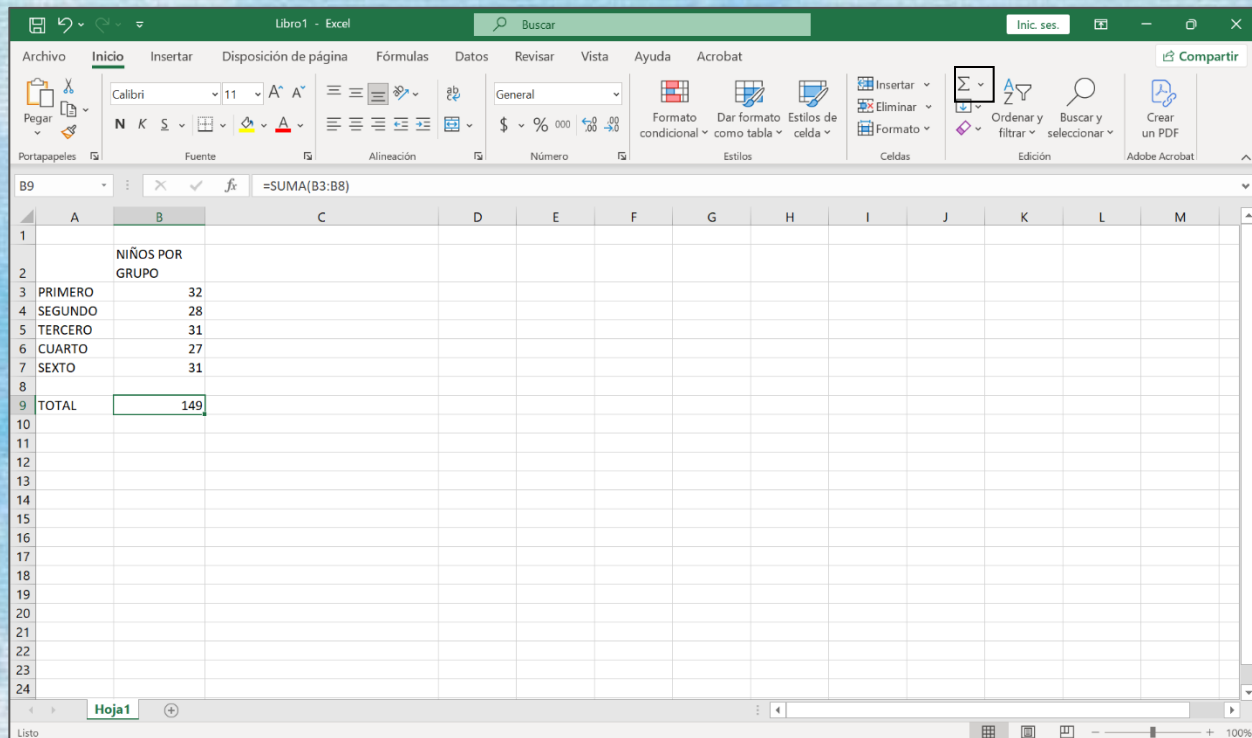 Libro1 - Excel
Buscar
Inic. ses.
Archivo Inicio Insertar Disposición de página Fórmulas Datos Revisar Vista Ayuda Acrobat
Compartir
Pegar
Calibri 11 A^ Aˇ
N K S A
ab
General
$ % 000
Formato condicional
Dar formato como tabla
Estilos de celda
Insertar
Eliminar
Formato
Σ
Ordenar y filtrar
Buscar y seleccionar
Crear un PDF
Portapapeles Fuente Alineación Número Estilos Celdas Edición Adobe Acrobat
B9 fx =SUMA(B3:B8)
A B C D E F G H I J K L M
1
2 NIÑOS POR GRUPO
3 PRIMERO 32
4 SEGUNDO 28
5 TERCERO 31
6 CUARTO 27
7 SEXTO 31
8
9 TOTAL 149
10
11
12
13
14
15
16
17
18
19
20
21
22
23
24
Hoja1
Listo
100%